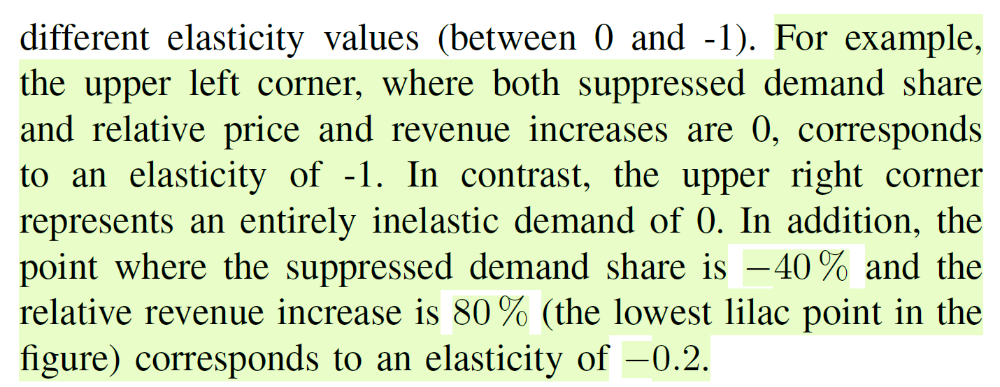 different elasticity values (between 0 and -1). For example,
the upper left corner, where both suppressed demand share
and relative price and revenue increases are 0, corresponds
to an elasticity of -1. In contrast, the upper right corner
represents an entirely inelastic demand of 0. In addition, the
point where the suppressed demand share is −40 % and the
relative revenue increase is 80 % (the lowest lilac point in the
figure) corresponds to an elasticity of −0.2.